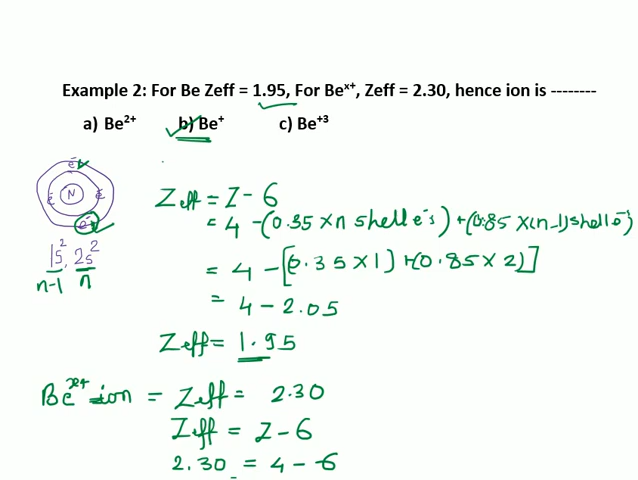 Example 2: For Be Zeff = 1.95, For Beˣ⁺, Zeff = 2.30, hence ion is --------
a) Be²⁺ b) Be⁺ c) Be⁺³
e N e e
1s², 2s²
n-1 n
Zeff = Z - 6
= 4 - (0.35 × n shell e⁻s) + (0.85 × (n-1) shell e⁻s)
= 4 - [0.35 × 1) + (0.85 × 2)]
= 4 - 2.05
Zeff = 1.95
Beˣ⁺ ion = Zeff = 2.30
Zeff = Z - 6
2.30 = 4 - 6